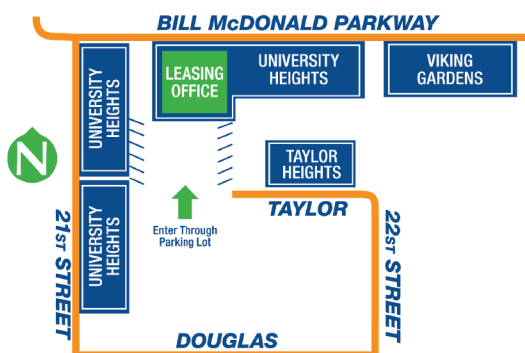 BILL McDONALD PARKWAY
LEASING
OFFICE
UNIVERSITY
HEIGHTS
VIKING
GARDENS
UNIVERSITY
HEIGHTS
N
TAYLOR
HEIGHTS
TAYLOR
UNIVERSITY
HEIGHTS
Enter Through
Parking Lot
21ST STREET
22ST STREET
DOUGLAS